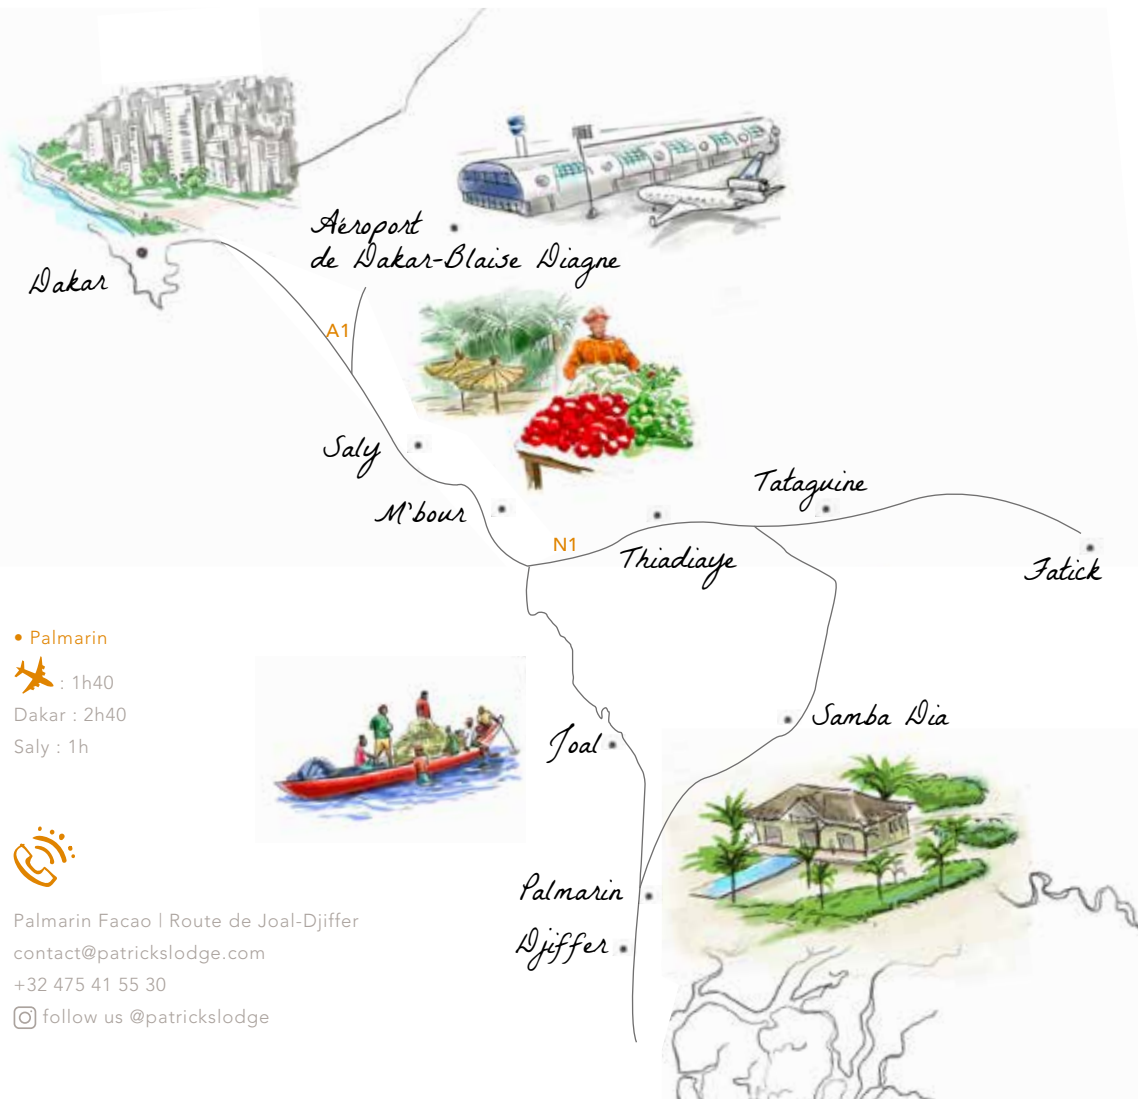 Aéroport
de Dakar-Blaise Diagne
Dakar
A1
Saly
M'bour
Tataguine
N1
Thiadiaye
Fatick
• Palmarin
: 1h40
Dakar : 2h40
Saly : 1h
Samba Dia
Joal
Palmarin
Djiffer
Palmarin Facao | Route de Joal-Djiffer
contact@patrickslodge.com
+32 475 41 55 30
follow us @patrickslodge